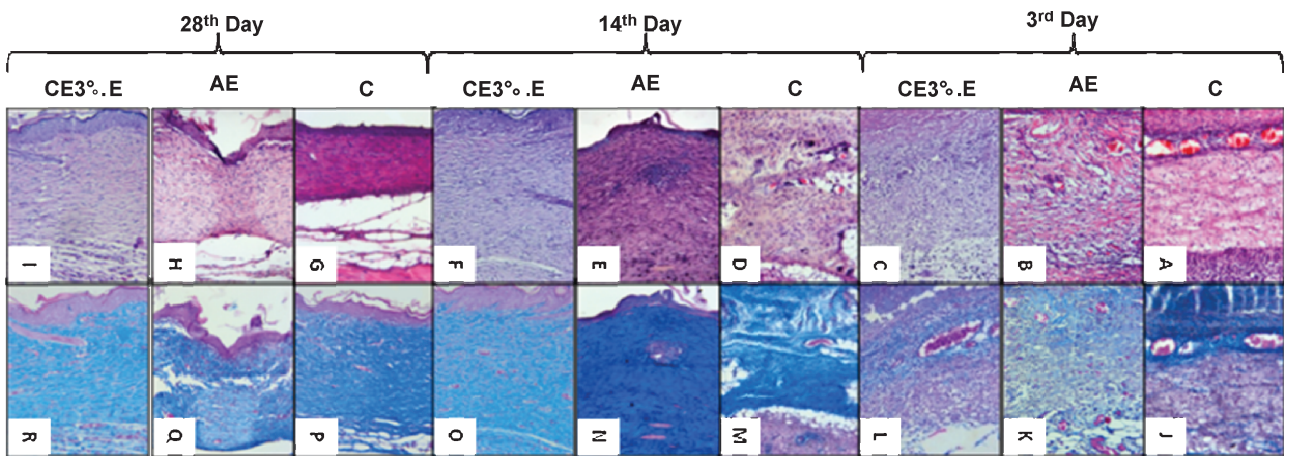 28th Day 14th Day 3rd Day
CE3°.E AE C CE3°.E AE C CE3°.E AE C
I H G F E D C B A
R Q P O N M L K J